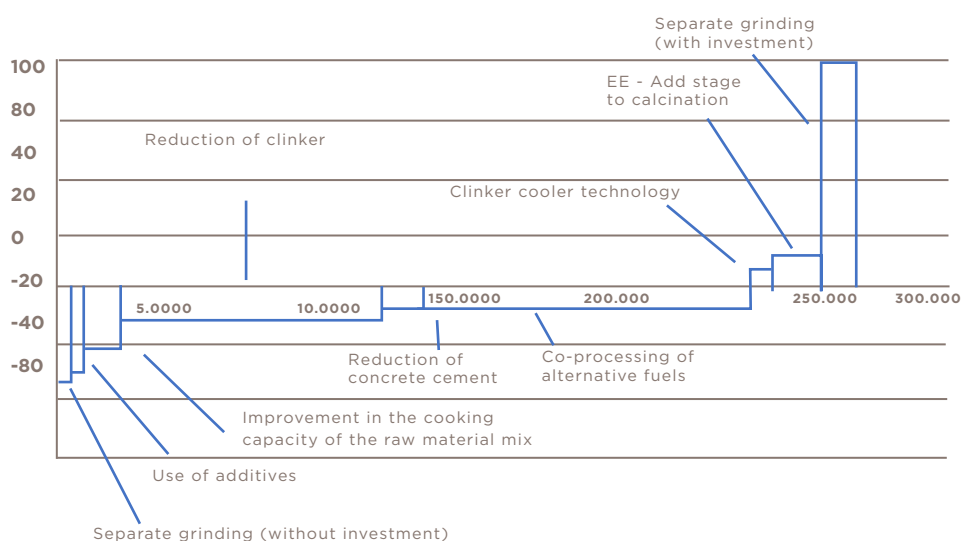 Separate grinding
(with investment)
100
EE - Add stage
to calcination
80
Reduction of clinker
40
20
Clinker cooler technology
0
-20
5.0000
10.0000
150.0000
200.000
250.000
300.000
-40
-80
Reduction of
concrete cement
Co-processing of
alternative fuels
Improvement in the cooking
capacity of the raw material mix
Use of additives
Separate grinding (without investment)